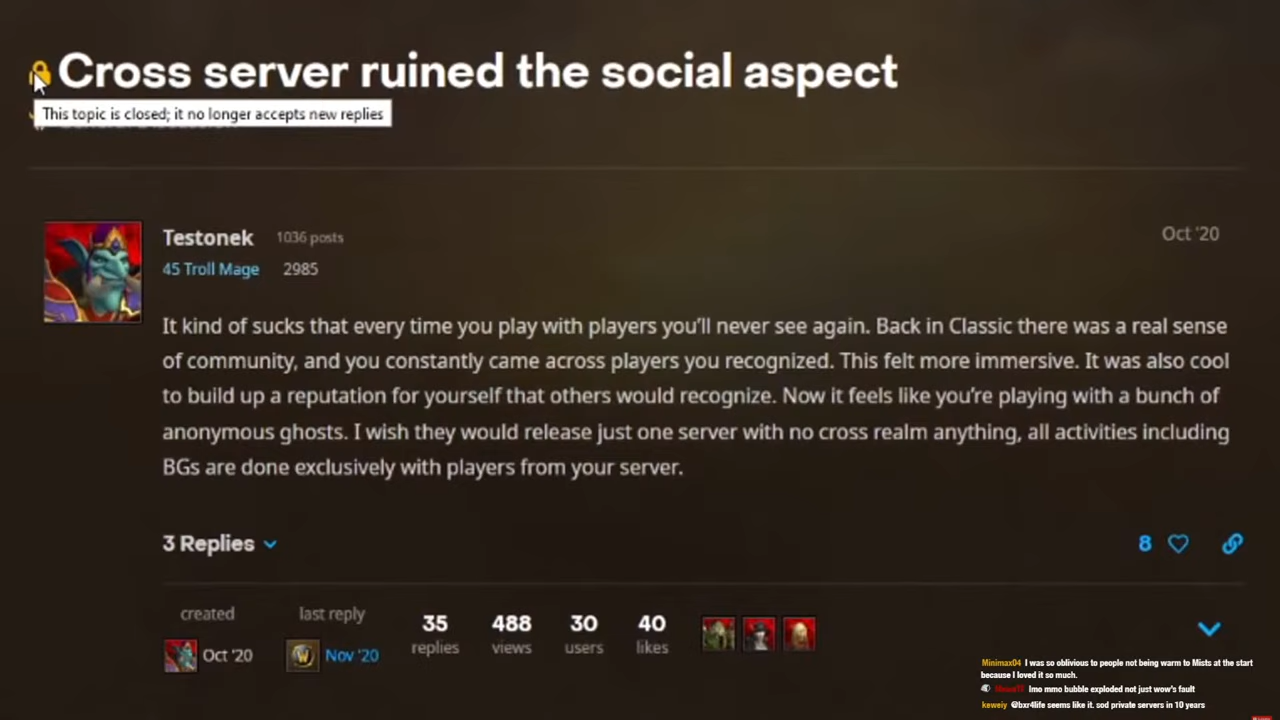 Cross server ruined the social aspect
This topic is closed; it no longer accepts new replies
Testonek 1036 posts
Oct '20
45 Troll Mage 2985
It kind of sucks that every time you play with players you'll never see again. Back in Classic there was a real sense
of community, and you constantly came across players you recognized. This felt more immersive. It was also cool
to build up a reputation for yourself that others would recognize. Now it feels like you're playing with a bunch of
anonymous ghosts. I wish they would release just one server with no cross realm anything, all activities including
BGs are done exclusively with players from your server.
3 Replies
8
created last reply 35 488 30 40
Oct '20 Nov '20 replies views users likes
Minimax04 I was so oblivious to people not being warm to Mists at the start
because I loved it so much.
Imo mmo bubble exploded not just wow's fault
keweiy @bxr4life seems like it. sod private servers in 10 years